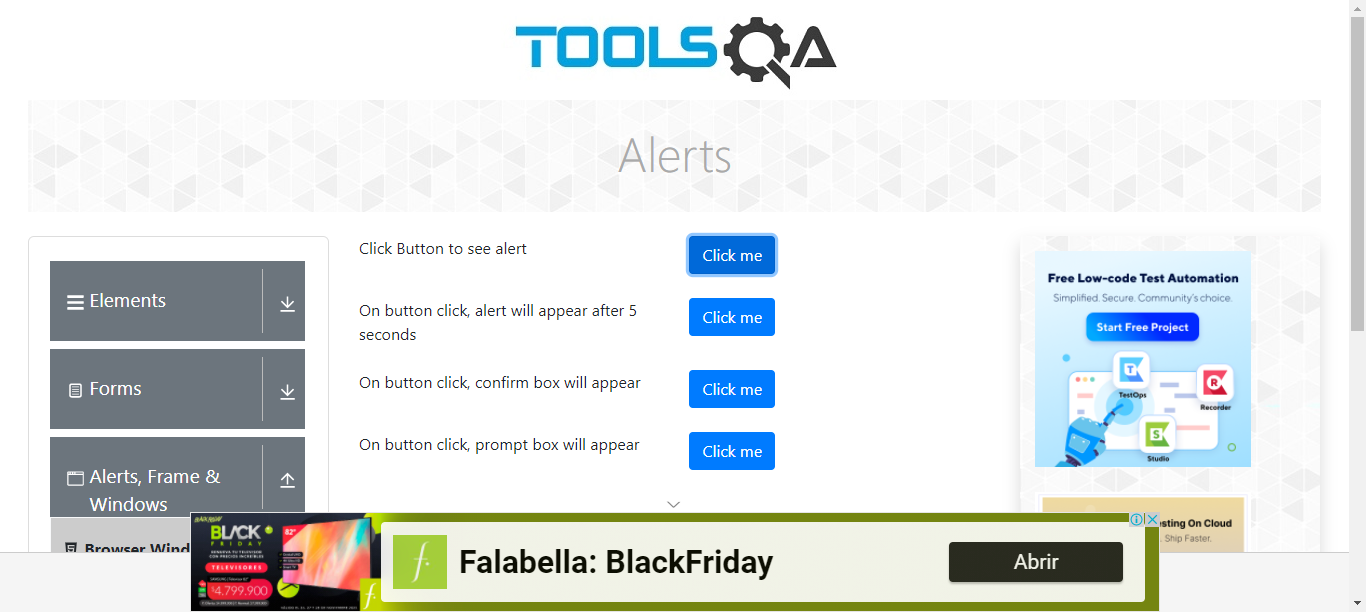 TOOLSQA
Alerts
Elements
Forms
Alerts, Frame &
Windows
Click Button to see alert
Click me
On button click, alert will appear after 5
seconds
Click me
On button click, confirm box will appear
Click me
On button click, prompt box will appear
Click me
Free Low-code Test Automation
Simplified. Secure. Community's choice.
Start Free Project
TestOps
Recorder
Studio
sting On Cloud
. Ship Faster.
Browser Wind
BLACK
FRIDAY
TELEVISORES
82"
$4.799.900
Falabella: BlackFriday
Abrir